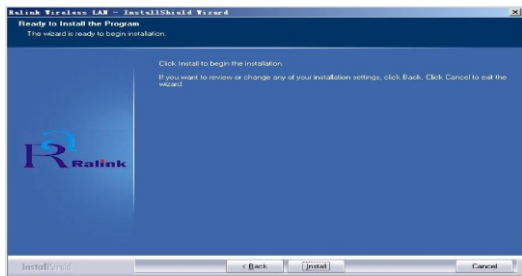 Ralink Wireless LAN - InstallShield Wizard
Ready to Install the Program
The wizard is ready to begin installation.
Click Install to begin the installation.
If you want to review or change any of your installation settings, click Back. Click Cancel to exit the
wizard.
Ralink
InstallShield
< Back
Install
Cancel